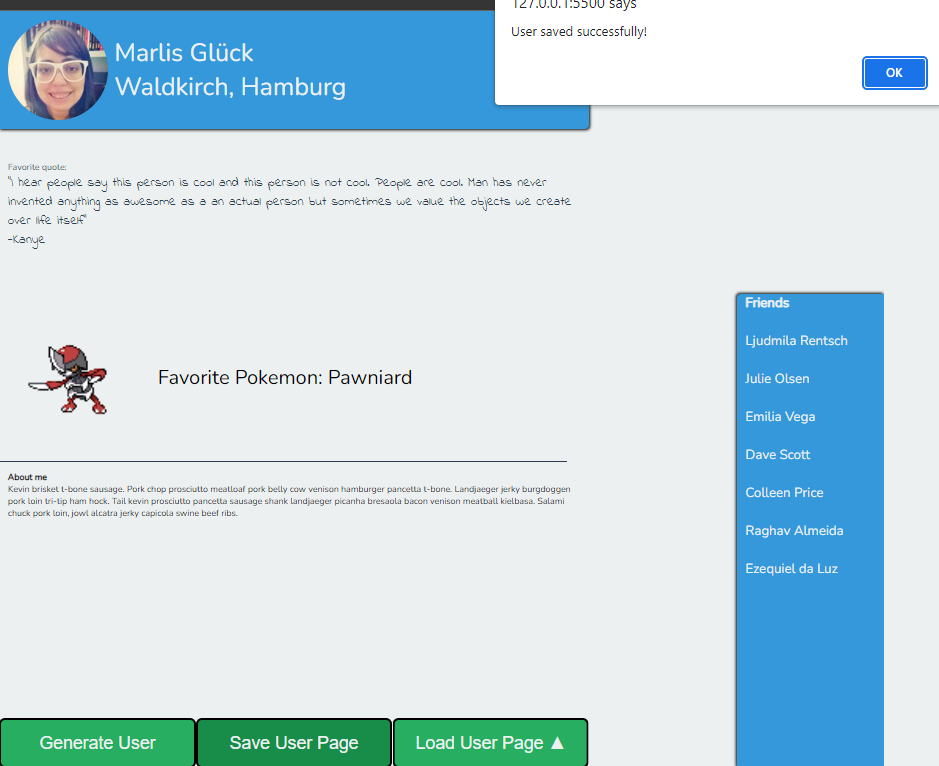 127.0.0.1:5500 says
User saved successfully!
OK
Marlis Glück
Waldkirch, Hamburg
Favorite quote:
"I hear people say this person is cool and this person is not cool. People are cool. Man has never
invented anything as awesome as a an actual person but sometimes we value the objects we create
over life itself"
-Kanye
Favorite Pokemon: Pawniard
About me
Kevin brisket t-bone sausage. Pork chop prosciutto meatloaf pork belly cow venison hamburger pancetta t-bone. Landjaeger jerky burgdoggen
pork loin tri-tip ham hock. Tail kevin prosciutto pancetta sausage shank landjaeger picanha bresaola bacon venison meatball kielbasa. Salami
chuck pork loin, jowl alcatra jerky capicola swine beef ribs.
Friends
Ljudmila Rentsch
Julie Olsen
Emilia Vega
Dave Scott
Colleen Price
Raghav Almeida
Ezequiel da Luz
Generate User
Save User Page
Load User Page ▲